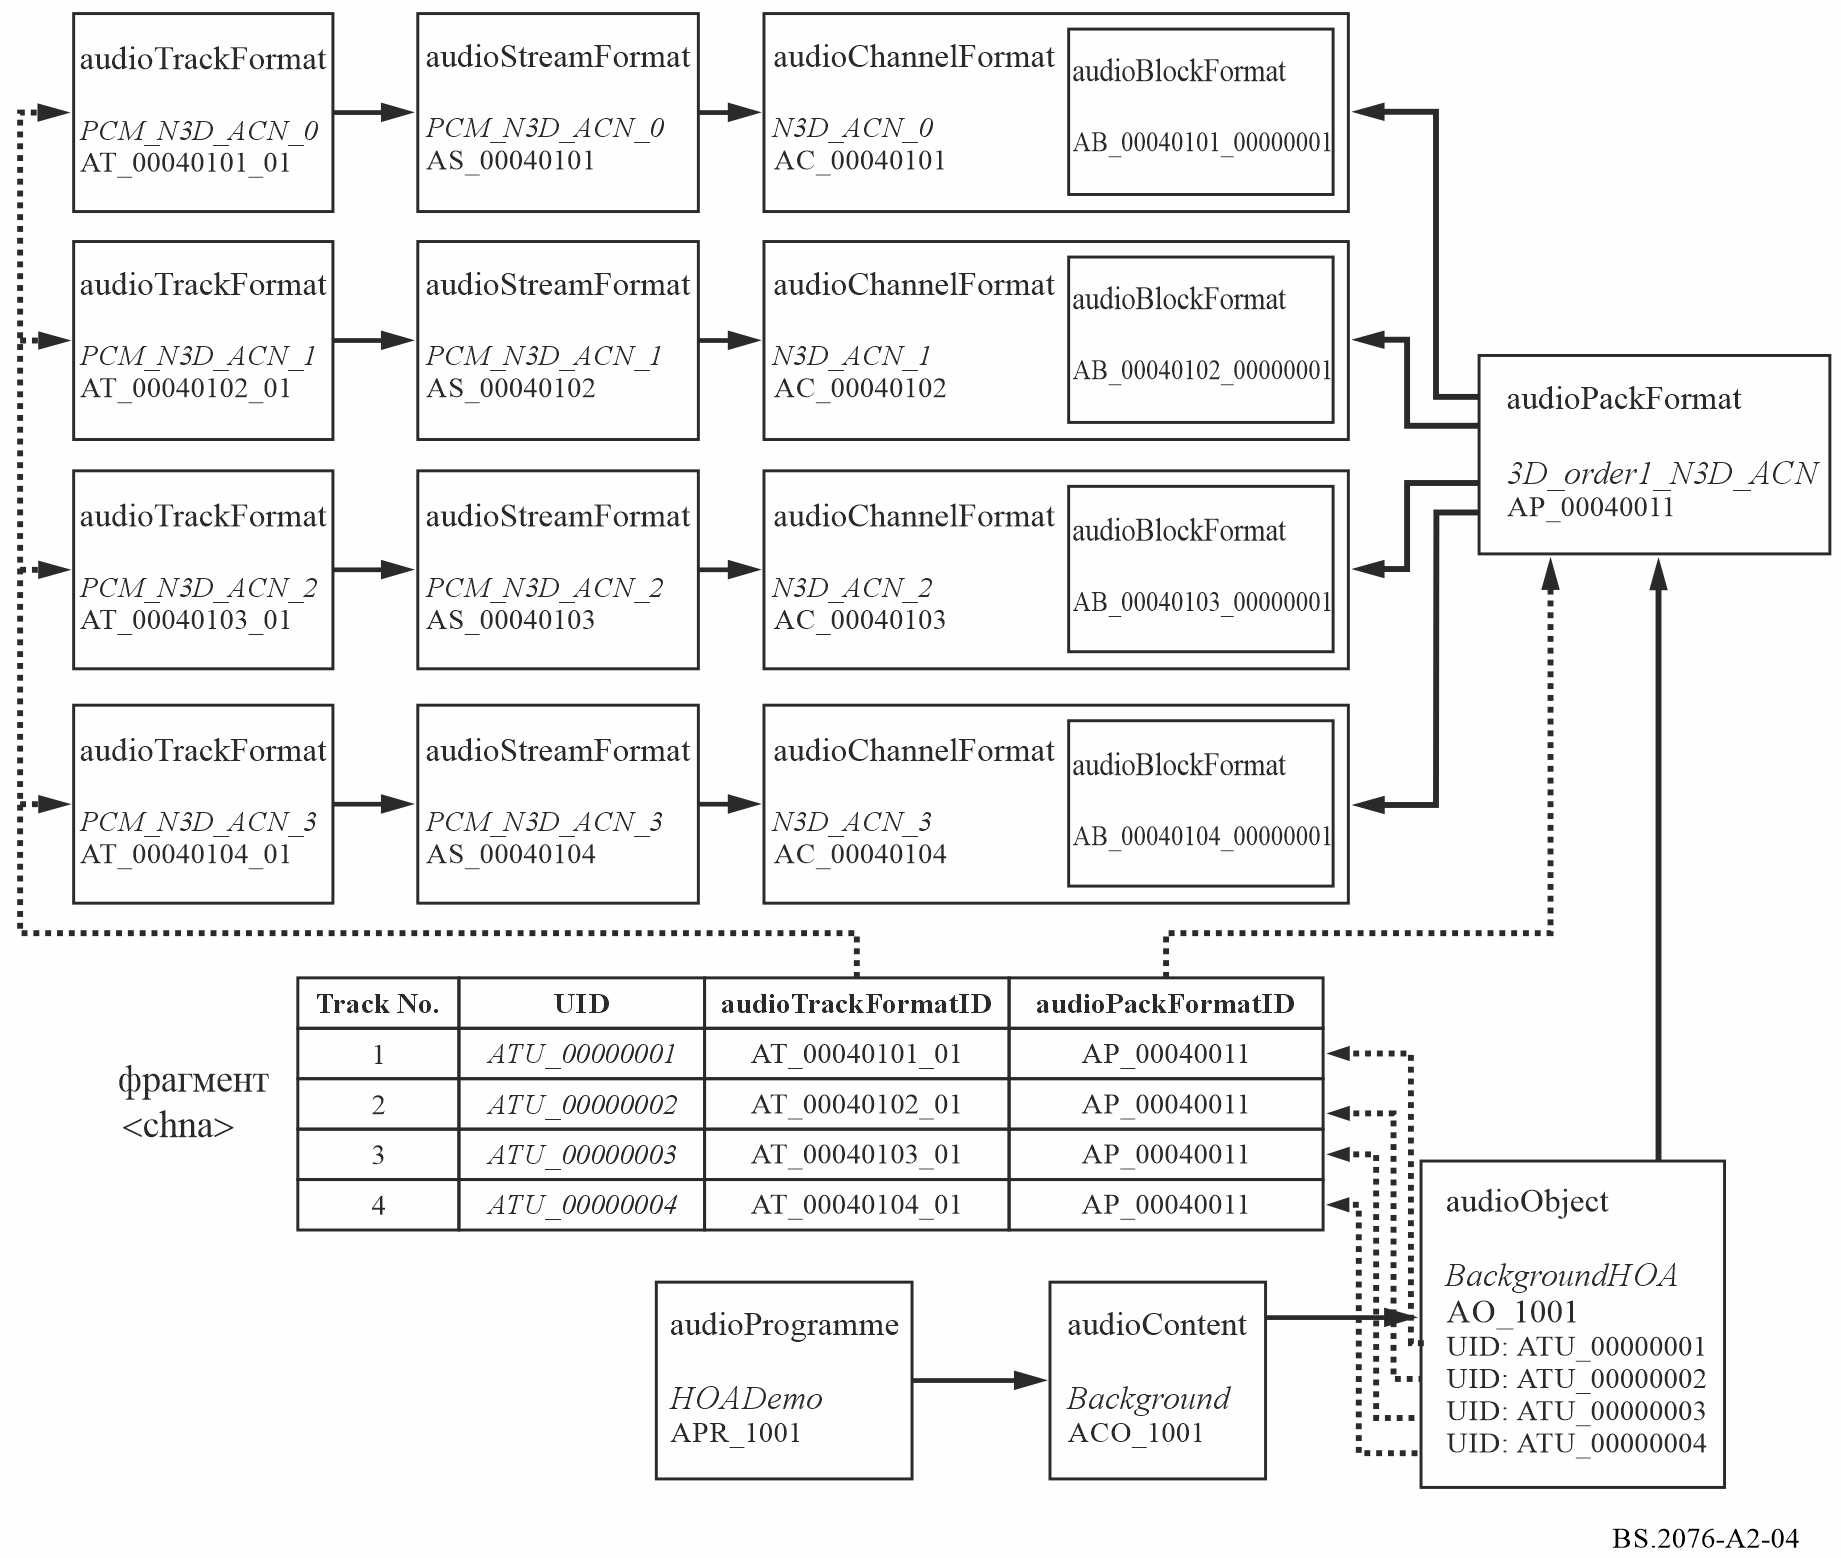 audioTrackFormat
PCM_N3D_ACN_0
AT_00040101_01
audioStreamFormat
PCM_N3D_ACN_0
AS_00040101
audioChannelFormat
N3D_ACN_0
AC_00040101
audioBlockFormat
AB_00040101_00000001
audioTrackFormat
PCM_N3D_ACN_1
AT_00040102_01
audioStreamFormat
PCM_N3D_ACN_1
AS_00040102
audioChannelFormat
N3D_ACN_1
AC_00040102
audioBlockFormat
AB_00040102_00000001
audioPackFormat
3D_order1_N3D_ACN
AP_00040011
audioTrackFormat
PCM_N3D_ACN_2
AT_00040103_01
audioStreamFormat
PCM_N3D_ACN_2
AS_00040103
audioChannelFormat
N3D_ACN_2
AC_00040103
audioBlockFormat
AB_00040103_00000001
audioTrackFormat
PCM_N3D_ACN_3
AT_00040104_01
audioStreamFormat
PCM_N3D_ACN_3
AS_00040104
audioChannelFormat
N3D_ACN_3
AC_00040104
audioBlockFormat
AB_00040104_00000001
фрагмент
<chna>
Track No. UID audioTrackFormatID audioPackFormatID
1 ATU_00000001 AT_00040101_01 AP_00040011
2 ATU_00000002 AT_00040102_01 AP_00040011
3 ATU_00000003 AT_00040103_01 AP_00040011
4 ATU_00000004 AT_00040104_01 AP_00040011
audioProgramme
HOADemo
APR_1001
audioContent
Background
ACO_1001
audioObject
BackgroundHOA
AO_1001
UID: ATU_00000001
UID: ATU_00000002
UID: ATU_00000003
UID: ATU_00000004
BS.2076-A2-04